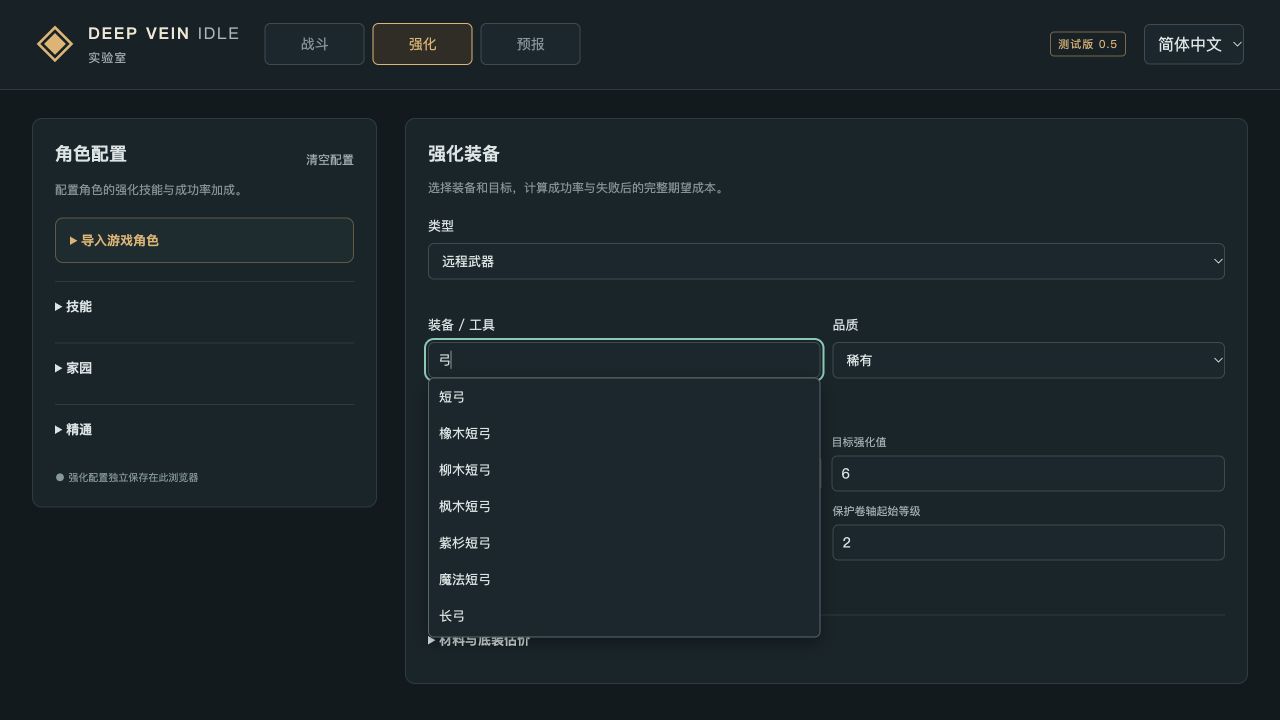 DEEP VEIN IDLE
实验室
战斗
强化
预报
测试版 0.5
简体中文
角色配置
清空配置
配置角色的强化技能与成功率加成。
导入游戏角色
技能
家园
精通
强化配置独立保存在此浏览器
强化装备
选择装备和目标，计算成功率与失败后的完整期望成本。
类型
远程武器
装备 / 工具
弓
品质
稀有
短弓
橡木短弓
柳木短弓
枫木短弓
紫杉短弓
魔法短弓
长弓
目标强化值
6
保护卷轴起始等级
2
材料与底装估价